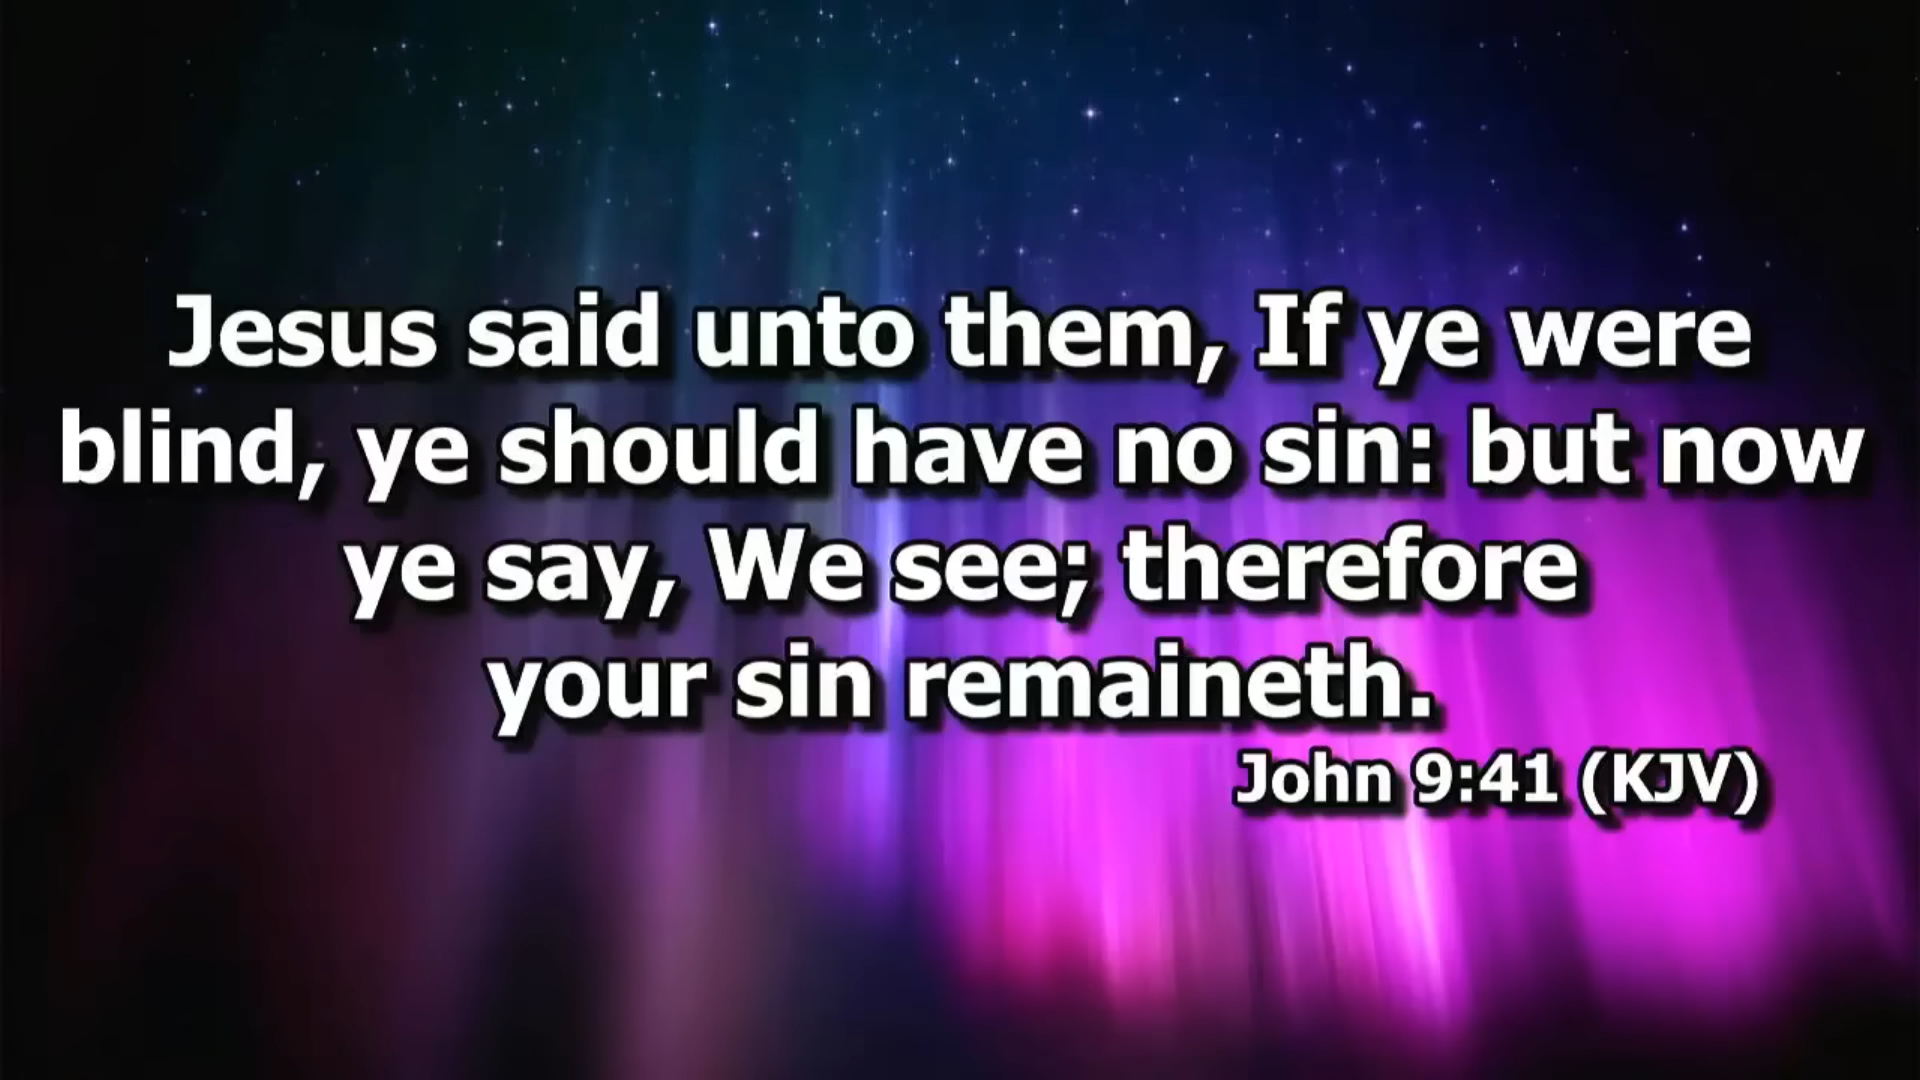 Jesus said unto them, If ye were
blind, ye should have no sin: but now
ye say, We see; therefore
your sin remaineth.
John 9:41 (KJV)